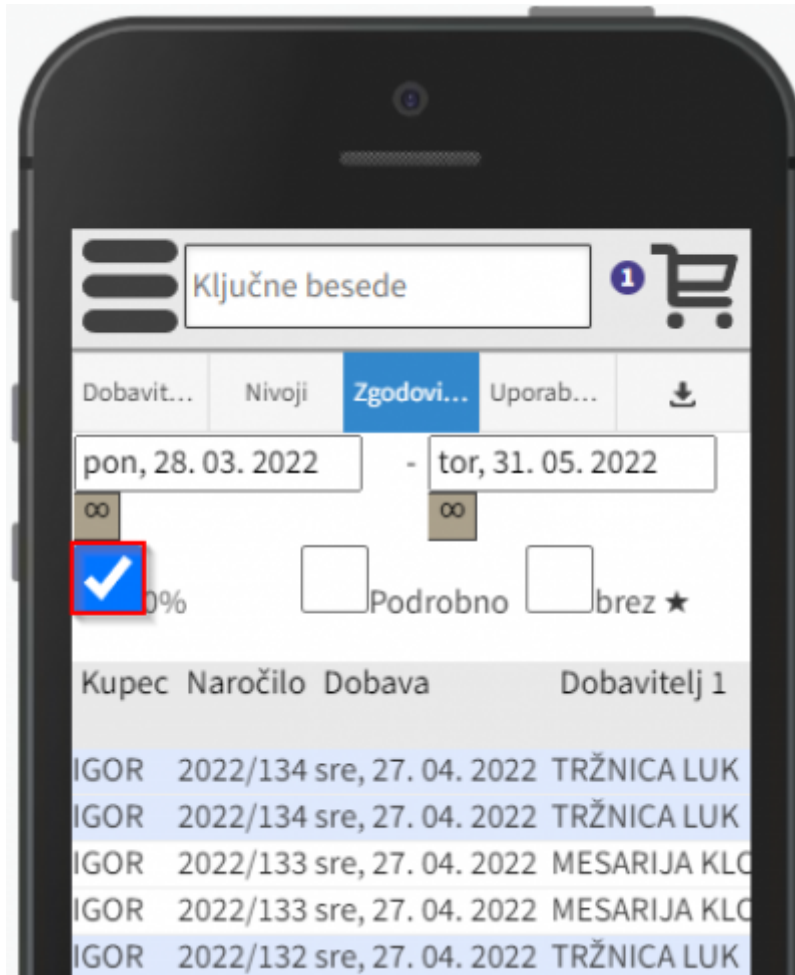 Ključne besede
1
Dobavit... Nivoji Zgodovi... Uporab...
pon, 28. 03. 2022 - tor, 31. 05. 2022
∞ ∞
0% Podrobno brez ★
Kupec Naročilo Dobava Dobavitelj 1
IGOR 2022/134 sre, 27. 04. 2022 TRŽNICA LUK
IGOR 2022/134 sre, 27. 04. 2022 TRŽNICA LUK
IGOR 2022/133 sre, 27. 04. 2022 MESARIJA KLO
IGOR 2022/133 sre, 27. 04. 2022 MESARIJA KLO
IGOR 2022/132 sre, 27. 04. 2022 TRŽNICA LUK